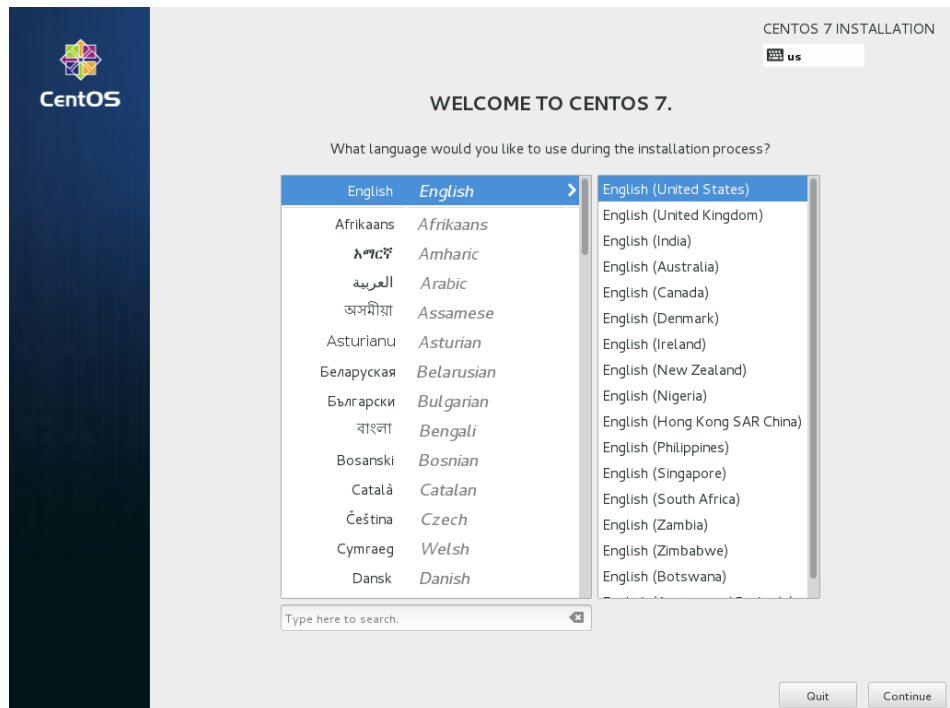 CENTOS 7 INSTALLATION
us
CentOS
WELCOME TO CENTOS 7.
What language would you like to use during the installation process?
English English
Afrikaans Afrikaans
አማርኛ Amharic
العربية Arabic
অসমীয়া Assamese
Asturianu Asturian
Беларуская Belarusian
Български Bulgarian
বাংলা Bengali
Bosanski Bosnian
Català Catalan
Čeština Czech
Cymraeg Welsh
Dansk Danish
English (United States)
English (United Kingdom)
English (India)
English (Australia)
English (Canada)
English (Denmark)
English (Ireland)
English (New Zealand)
English (Nigeria)
English (Hong Kong SAR China)
English (Philippines)
English (Singapore)
English (South Africa)
English (Zambia)
English (Zimbabwe)
English (Botswana)
Type here to search.
Quit
Continue